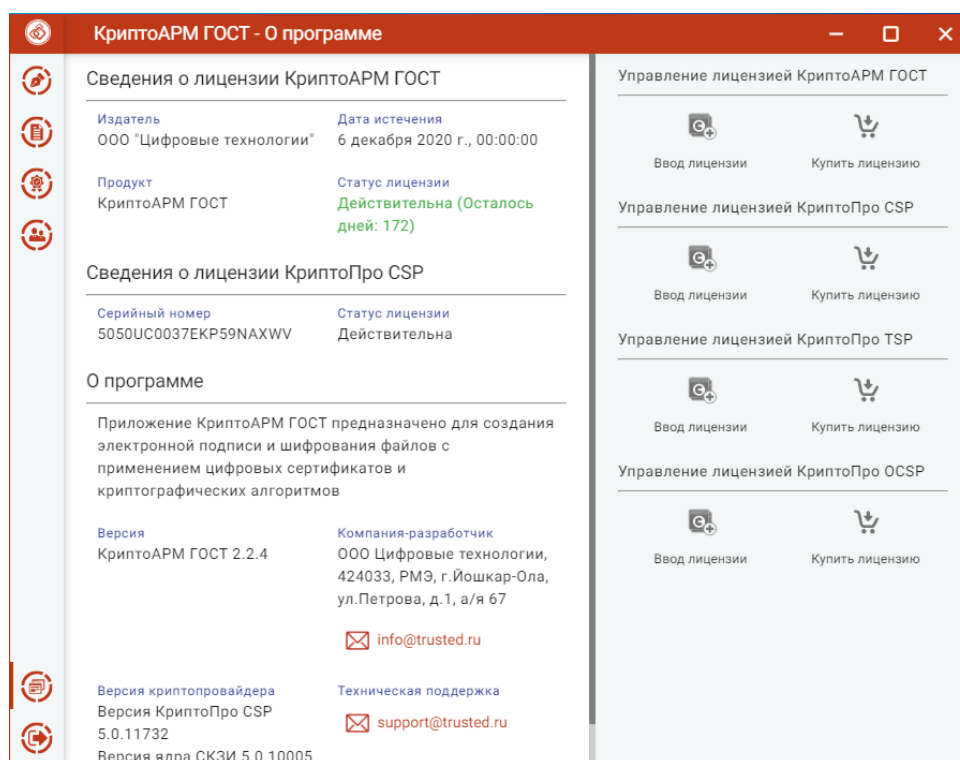 КриптоАРМ ГОСТ - О программе
Сведения о лицензии КриптоАРМ ГОСТ
Издатель
ООО "Цифровые технологии"
Дата истечения
6 декабря 2020 г., 00:00:00
Продукт
КриптоАРМ ГОСТ
Статус лицензии
Действительна (Осталось
дней: 172)
Сведения о лицензии КриптоПро CSP
Серийный номер
5050UC0037EKP59NAXWV
Статус лицензии
Действительна
О программе
Приложение КриптоАРМ ГОСТ предназначено для создания
электронной подписи и шифрования файлов с
применением цифровых сертификатов и
криптографических алгоритмов
Версия
КриптоАРМ ГОСТ 2.2.4
Компания-разработчик
ООО Цифровые технологии,
424033, РМЭ, г.Йошкар-Ола,
ул.Петрова, д.1, а/я 67
info@trusted.ru
Версия криптопровайдера
Версия КриптоПро CSP
5.0.11732
Версия ядра СКЗИ 5.0.10005
Техническая поддержка
support@trusted.ru
Управление лицензией КриптоАРМ ГОСТ
Ввод лицензии
Купить лицензию
Управление лицензией КриптоПро CSP
Ввод лицензии
Купить лицензию
Управление лицензией КриптоПро TSP
Ввод лицензии
Купить лицензию
Управление лицензией КриптоПро OCSP
Ввод лицензии
Купить лицензию